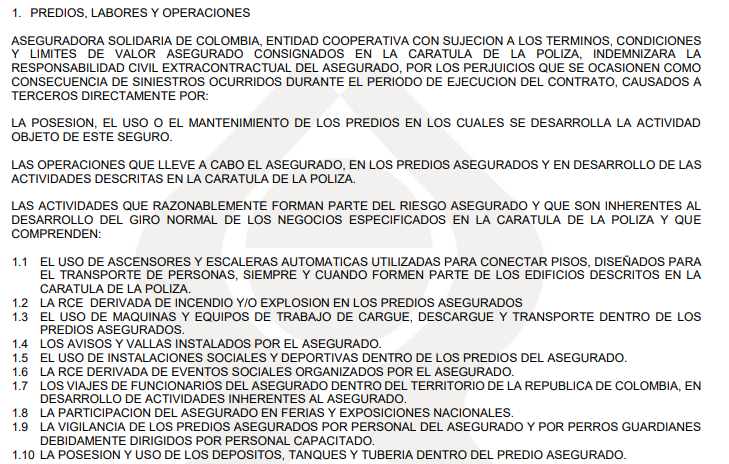 1. PREDIOS, LABORES Y OPERACIONES
ASEGURADORA SOLIDARIA DE COLOMBIA, ENTIDAD COOPERATIVA CON SUJECION A LOS TERMINOS, CONDICIONES
Y LIMITES DE VALOR ASEGURADO CONSIGNADOS EN LA CARATULA DE LA POLIZA, INDEMNIZARA LA
RESPONSABILIDAD CIVIL EXTRACONTRACTUAL DEL ASEGURADO, POR LOS PERJUICIOS QUE SE OCASIONEN COMO
CONSECUENCIA DE SINIESTROS OCURRIDOS DURANTE EL PERIODO DE EJECUCION DEL CONTRATO, CAUSADOS A
TERCEROS DIRECTAMENTE POR:
LA POSESION, EL USO O EL MANTENIMIENTO DE LOS PREDIOS EN LOS CUALES SE DESARROLLA LA ACTIVIDAD
OBJETO DE ESTE SEGURO.
LAS OPERACIONES QUE LLEVE A CABO EL ASEGURADO, EN LOS PREDIOS ASEGURADOS Y EN DESARROLLO DE LAS
ACTIVIDADES DESCRITAS EN LA CARATULA DE LA POLIZA.
LAS ACTIVIDADES QUE RAZONABLEMENTE FORMAN PARTE DEL RIESGO ASEGURADO Y QUE SON INHERENTES AL
DESARROLLO DEL GIRO NORMAL DE LOS NEGOCIOS ESPECIFICADOS EN LA CARATULA DE LA POLIZA Y QUE
COMPRENDEN:
1.1 EL USO DE ASCENSORES Y ESCALERAS AUTOMATICAS UTILIZADAS PARA CONECTAR PISOS, DISEÑADOS PARA
EL TRANSPORTE DE PERSONAS, SIEMPRE Y CUANDO FORMEN PARTE DE LOS EDIFICIOS DESCRITOS EN LA
CARATULA DE LA POLIZA.
1.2 LA RCE DERIVADA DE INCENDIO Y/O EXPLOSION EN LOS PREDIOS ASEGURADOS
1.3 EL USO DE MAQUINAS Y EQUIPOS DE TRABAJO DE CARGUE, DESCARGUE Y TRANSPORTE DENTRO DE LOS
PREDIOS ASEGURADOS.
1.4 LOS AVISOS Y VALLAS INSTALADOS POR EL ASEGURADO.
1.5 EL USO DE INSTALACIONES SOCIALES Y DEPORTIVAS DENTRO DE LOS PREDIOS DEL ASEGURADO.
1.6 LA RCE DERIVADA DE EVENTOS SOCIALES ORGANIZADOS POR EL ASEGURADO.
1.7 LOS VIAJES DE FUNCIONARIOS DEL ASEGURADO DENTRO DEL TERRITORIO DE LA REPUBLICA DE COLOMBIA, EN
DESARROLLO DE ACTIVIDADES INHERENTES AL ASEGURADO.
1.8 LA PARTICIPACION DEL ASEGURADO EN FERIAS Y EXPOSICIONES NACIONALES.
1.9 LA VIGILANCIA DE LOS PREDIOS ASEGURADOS POR PERSONAL DEL ASEGURADO Y POR PERROS GUARDIANES
DEBIDAMENTE DIRIGIDOS POR PERSONAL CAPACITADO.
1.10 LA POSESION Y USO DE LOS DEPOSITOS, TANQUES Y TUBERIA DENTRO DEL PREDIO ASEGURADO.